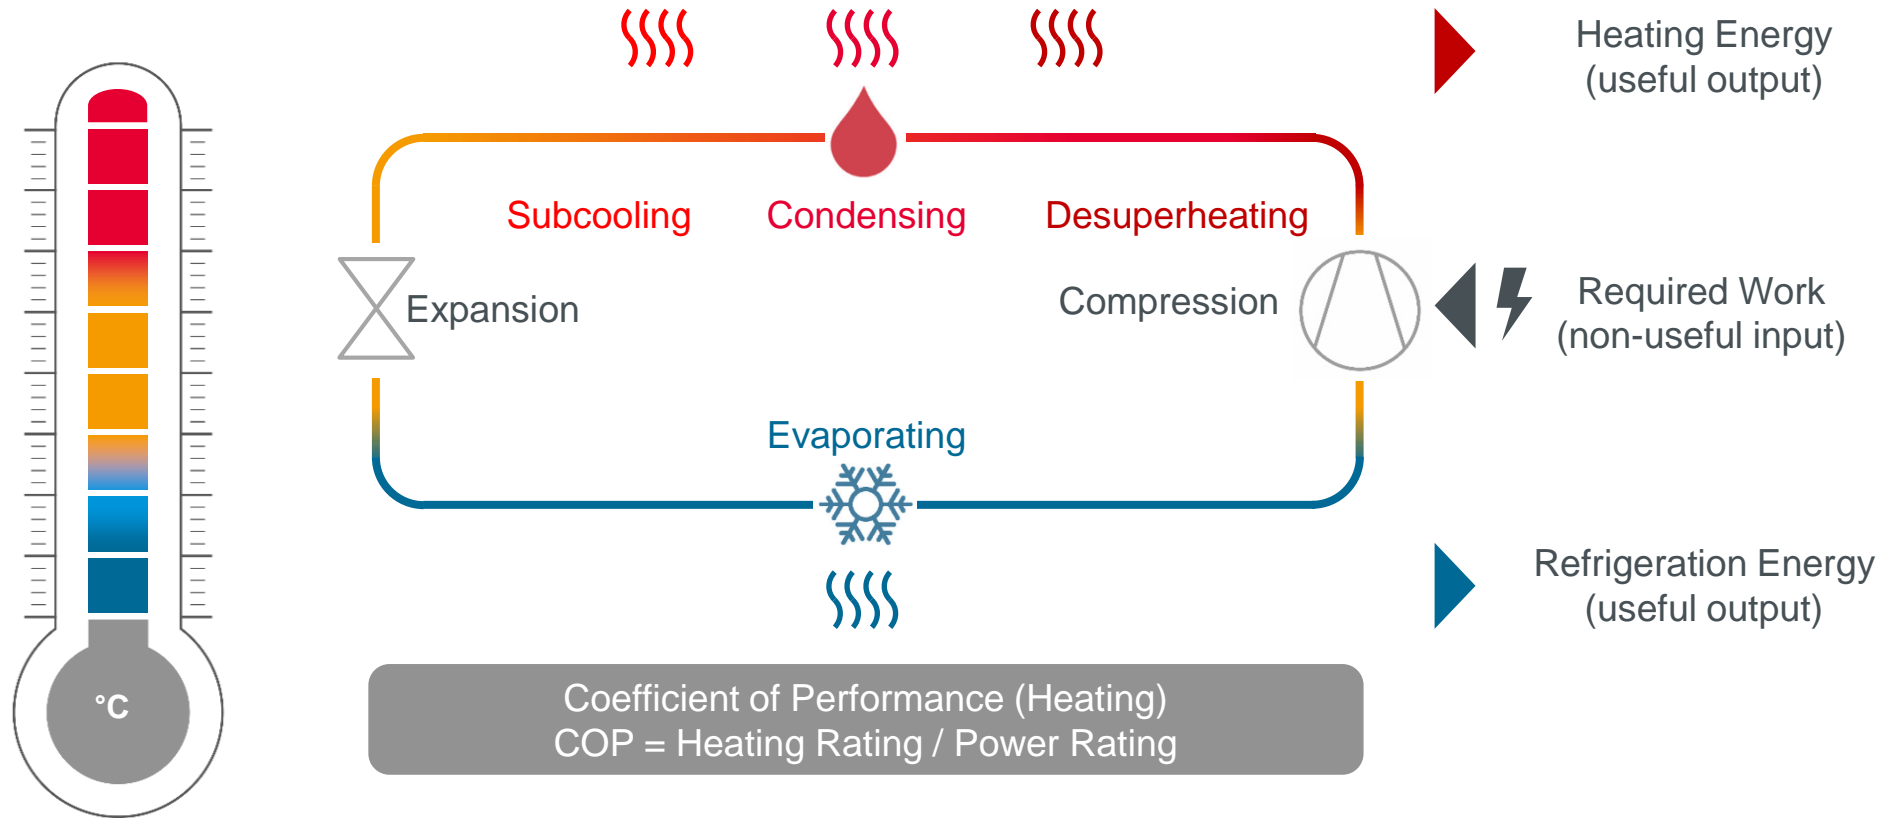 Heating Energy
(useful output)
Subcooling
Condensing
Desuperheating
Expansion
Compression
Required Work
(non-useful input)
Evaporating
Refrigeration Energy
(useful output)
°C
Coefficient of Performance (Heating)
COP = Heating Rating / Power Rating